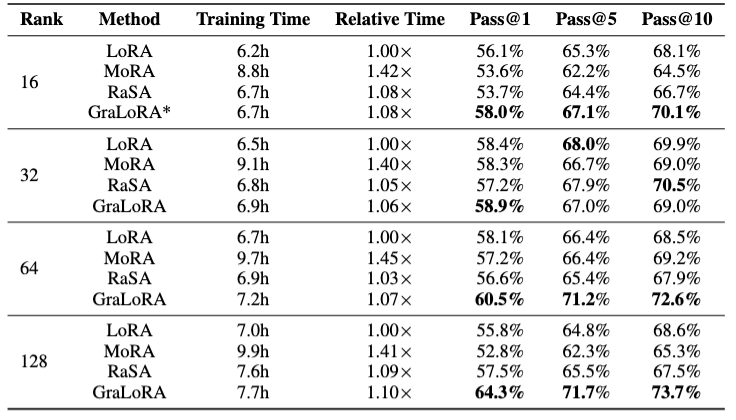 Rank Method Training Time Relative Time Pass@1 Pass@5 Pass@10
LoRA 6.2h 1.00× 56.1% 65.3% 68.1%
MoRA 8.8h 1.42× 53.6% 62.2% 64.5%
16
RaSA 6.7h 1.08× 53.7% 64.4% 66.7%
GraLoRA* 6.7h 1.08× 58.0% 67.1% 70.1%
LoRA 6.5h 1.00× 58.4% 68.0% 69.9%
MoRA 9.1h 1.40× 58.3% 66.7% 69.0%
32
RaSA 6.8h 1.05× 57.2% 67.9% 70.5%
GraLoRA 6.9h 1.06× 58.9% 67.0% 69.0%
LoRA 6.7h 1.00× 58.1% 66.4% 68.5%
MoRA 9.7h 1.45× 57.2% 66.4% 69.2%
64
RaSA 6.9h 1.03× 56.6% 65.4% 67.9%
GraLoRA 7.2h 1.07× 60.5% 71.2% 72.6%
LoRA 7.0h 1.00× 55.8% 64.8% 68.6%
MoRA 9.9h 1.41× 52.8% 62.3% 65.3%
128
RaSA 7.6h 1.09× 57.5% 65.5% 67.5%
GraLoRA 7.7h 1.10× 64.3% 71.7% 73.7%